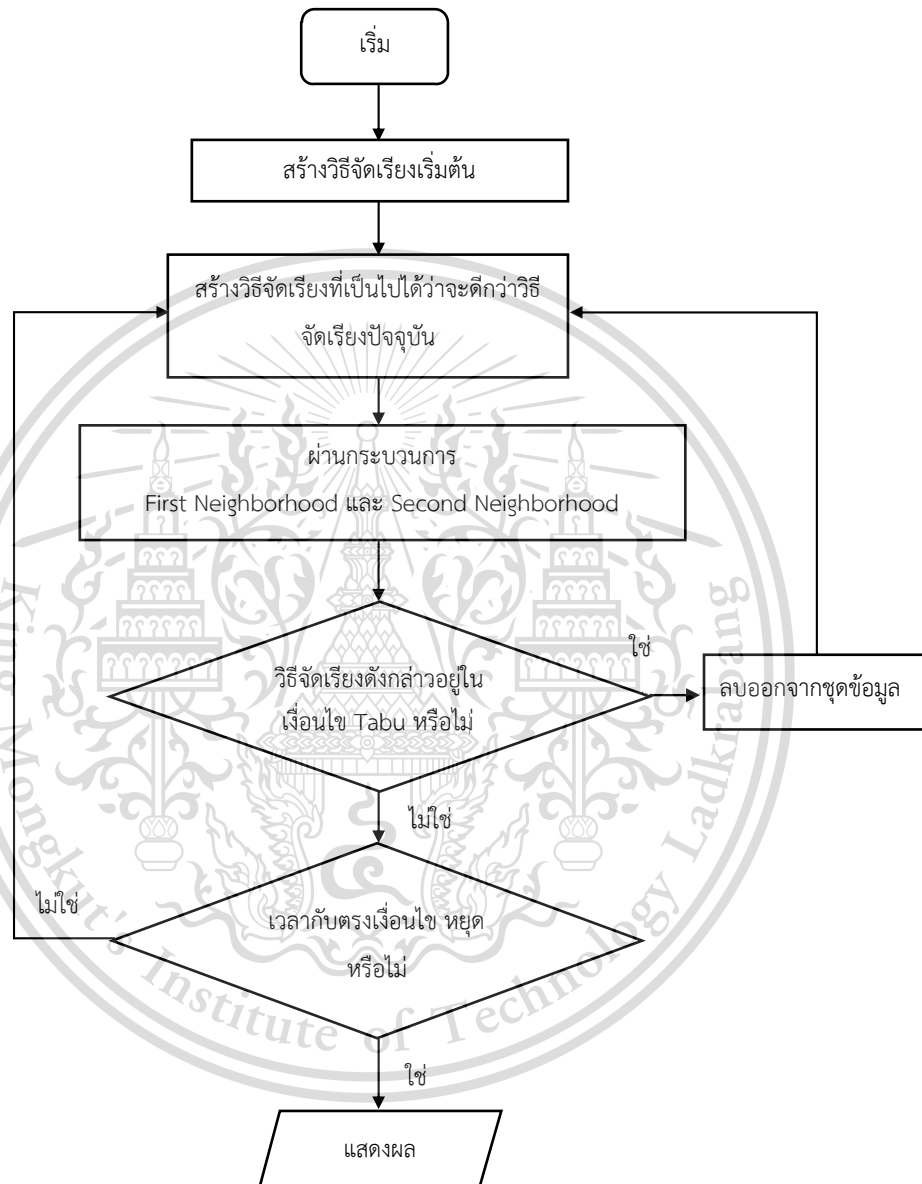 เริ่ม
สร้างวิธีจัดเรียงเริ่มต้น
สร้างวิธีจัดเรียงที่เป็นไปได้ว่าจะดีกว่าวิธี
จัดเรียงปัจจุบัน
ผ่านกระบวนการ
First Neighborhood และ Second Neighborhood
วิธีจัดเรียงดังกล่าวอยู่ใน
เงื่อนไข Tabu หรือไม่
ใช่
ลบออกจากชุดข้อมูล
ไม่ใช่
เวลากับตรงเงื่อนไข หยุด
หรือไม่
ไม่ใช่
ใช่
แสดงผล
King Mongkut's Institute of Technology Ladkrabang